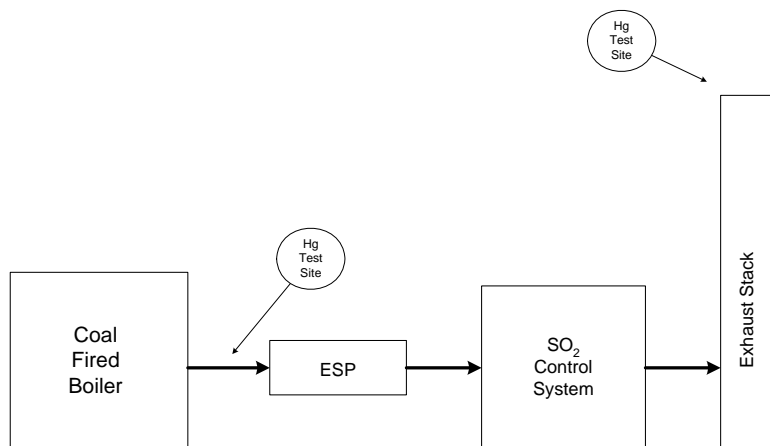 Hg
Test
Site
Hg
Test
Site
Coal
Fired
Boiler
ESP
SO₂
Control
System
Exhaust Stack